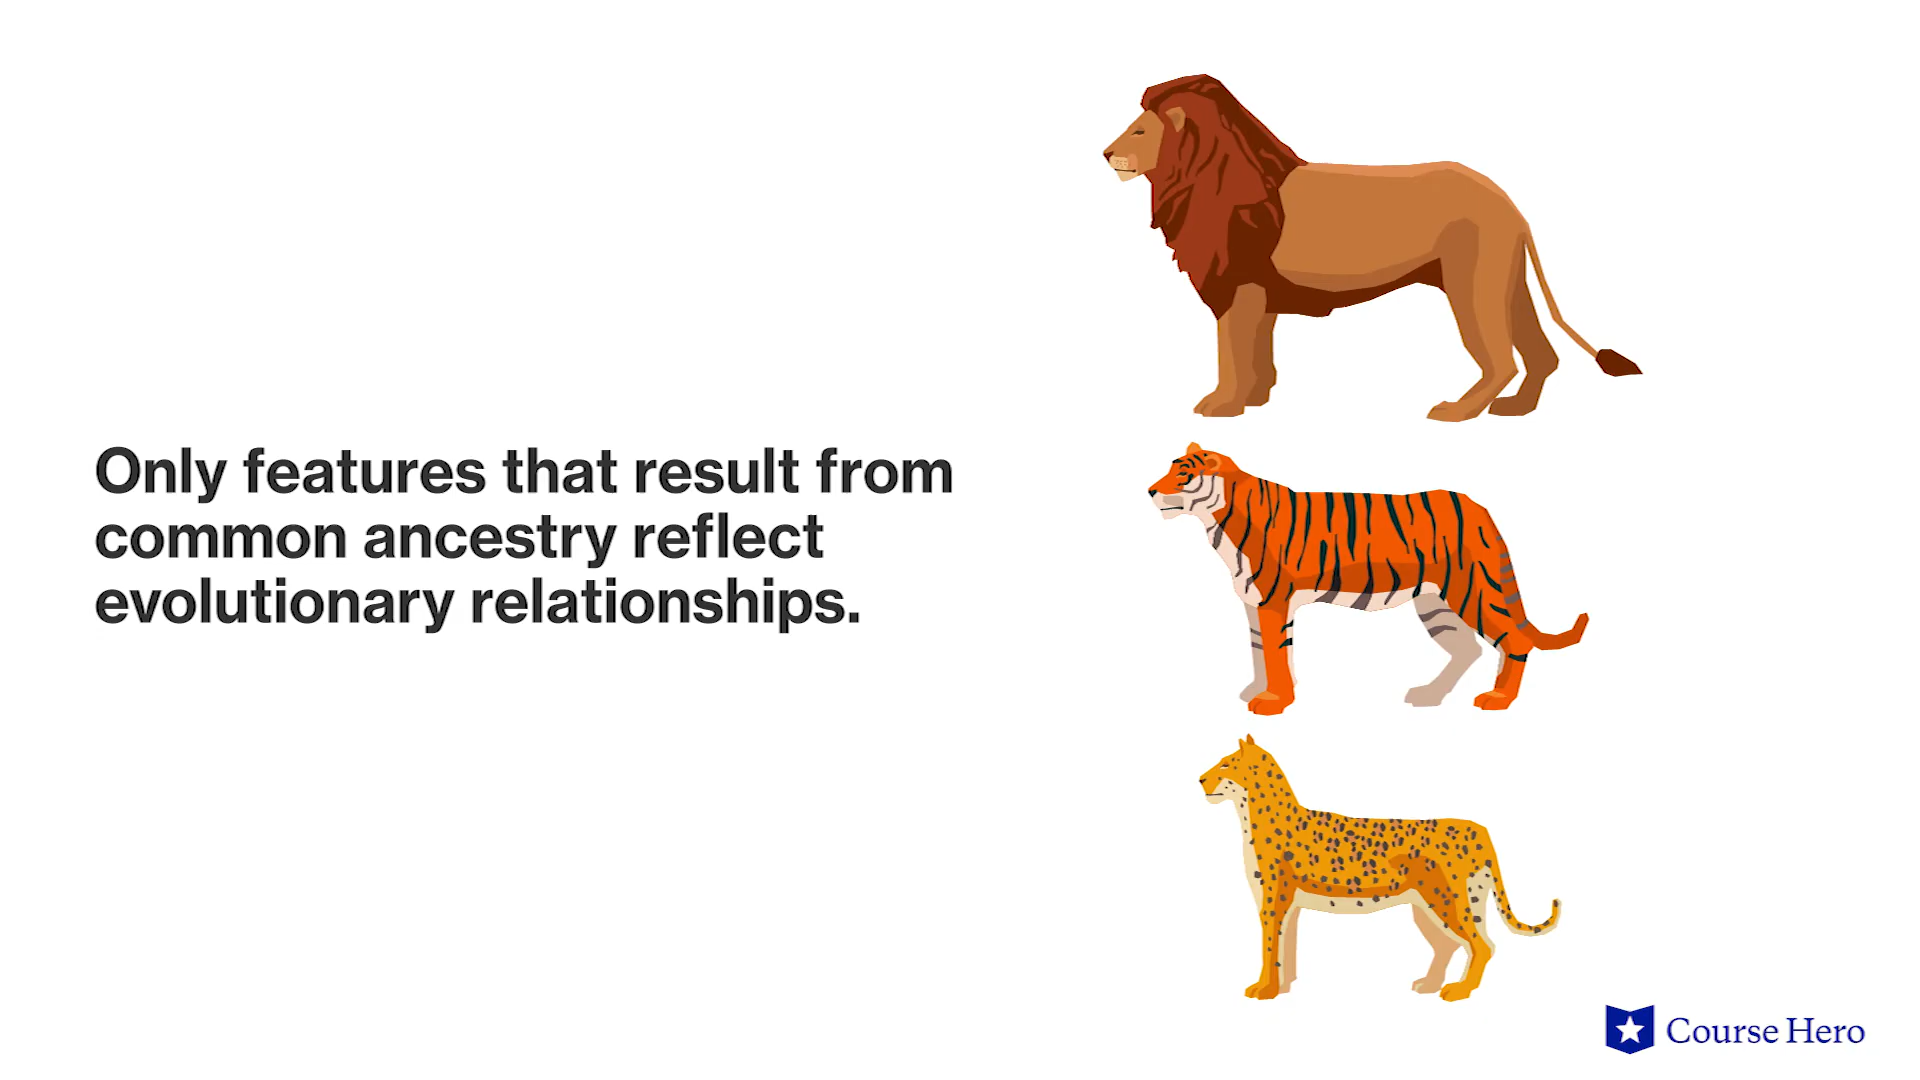 Only features that result from
common ancestry reflect
evolutionary relationships.
Course Hero